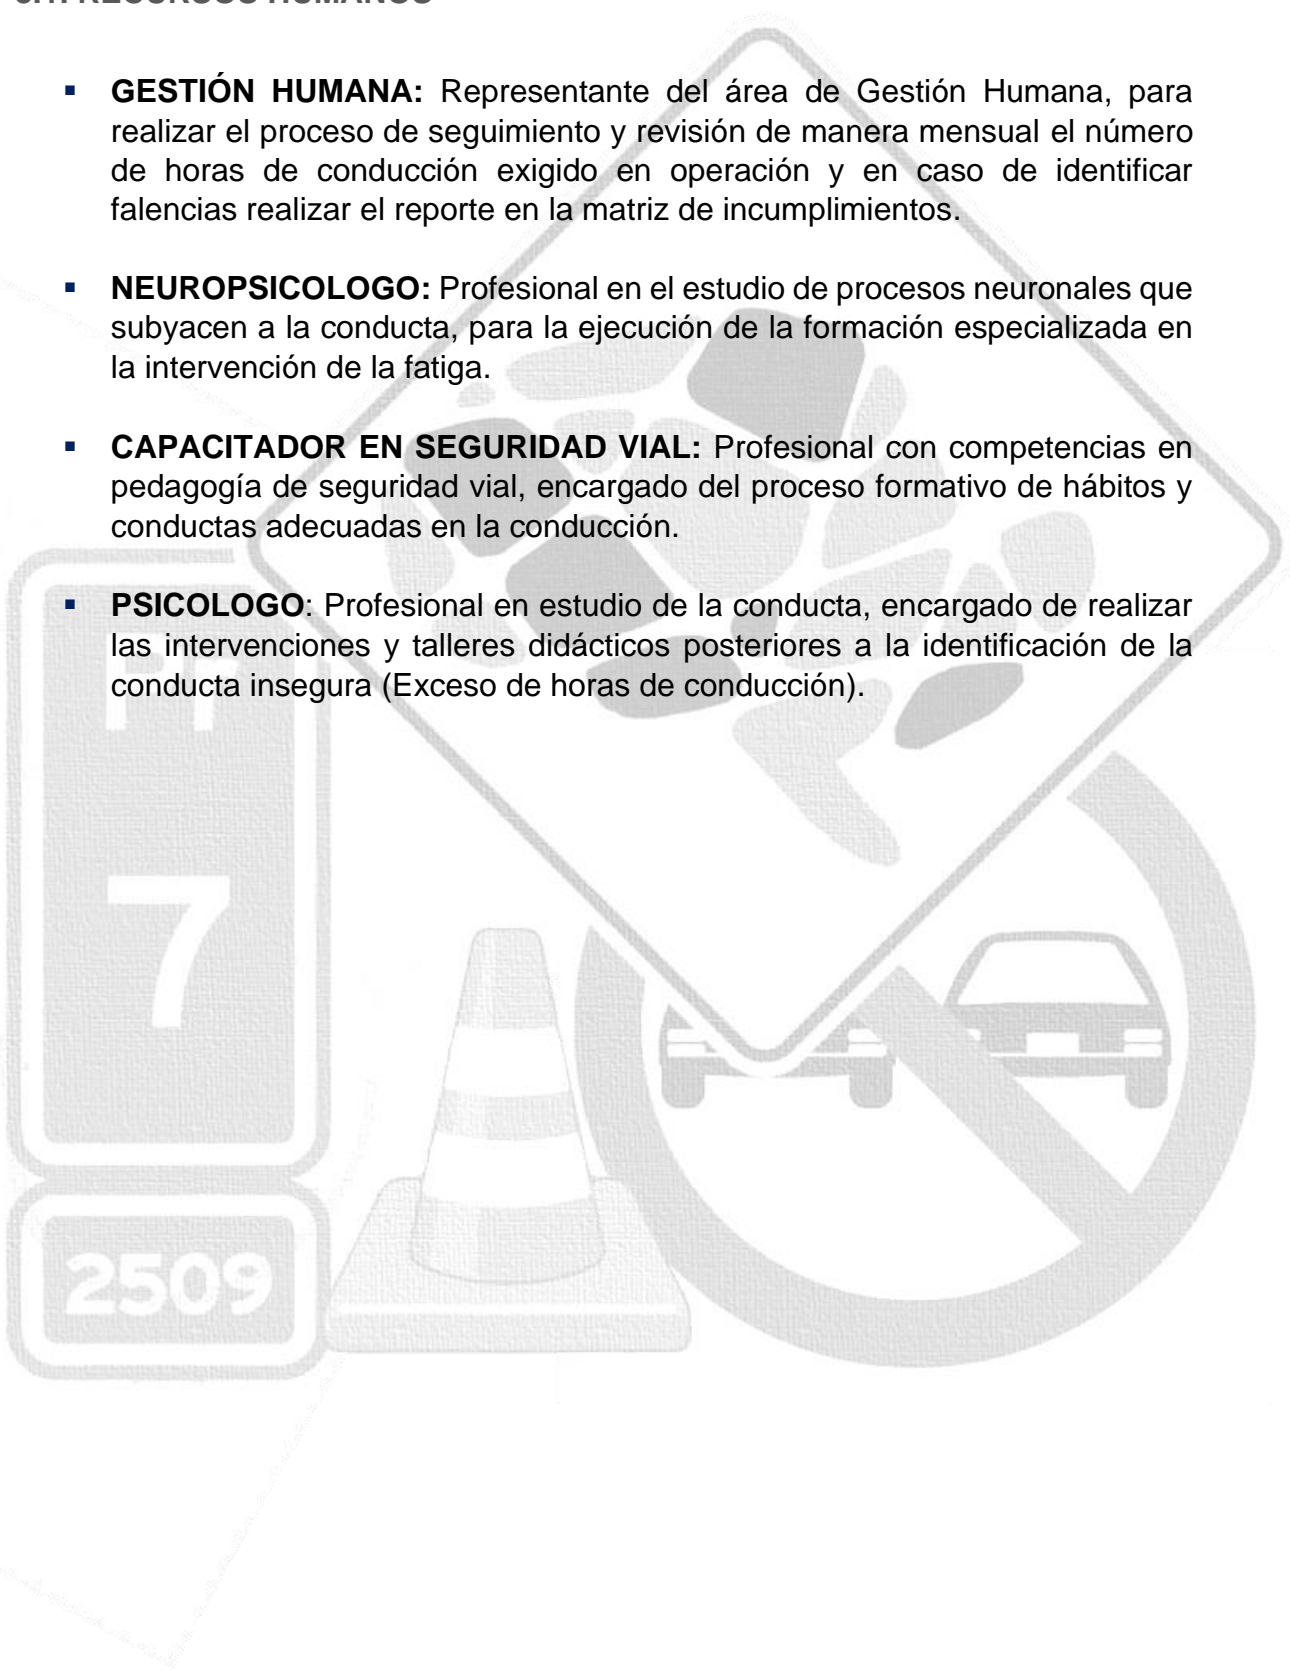 RECURSOS HUMANOS
▪ GESTIÓN HUMANA: Representante del área de Gestión Humana, para
realizar el proceso de seguimiento y revisión de manera mensual el número
de horas de conducción exigido en operación y en caso de identificar
falencias realizar el reporte en la matriz de incumplimientos.
▪ NEUROPSICOLOGO: Profesional en el estudio de procesos neuronales que
subyacen a la conducta, para la ejecución de la formación especializada en
la intervención de la fatiga.
▪ CAPACITADOR EN SEGURIDAD VIAL: Profesional con competencias en
pedagogía de seguridad vial, encargado del proceso formativo de hábitos y
conductas adecuadas en la conducción.
▪ PSICOLOGO: Profesional en estudio de la conducta, encargado de realizar
las intervenciones y talleres didácticos posteriores a la identificación de la
conducta insegura (Exceso de horas de conducción).
7
2509